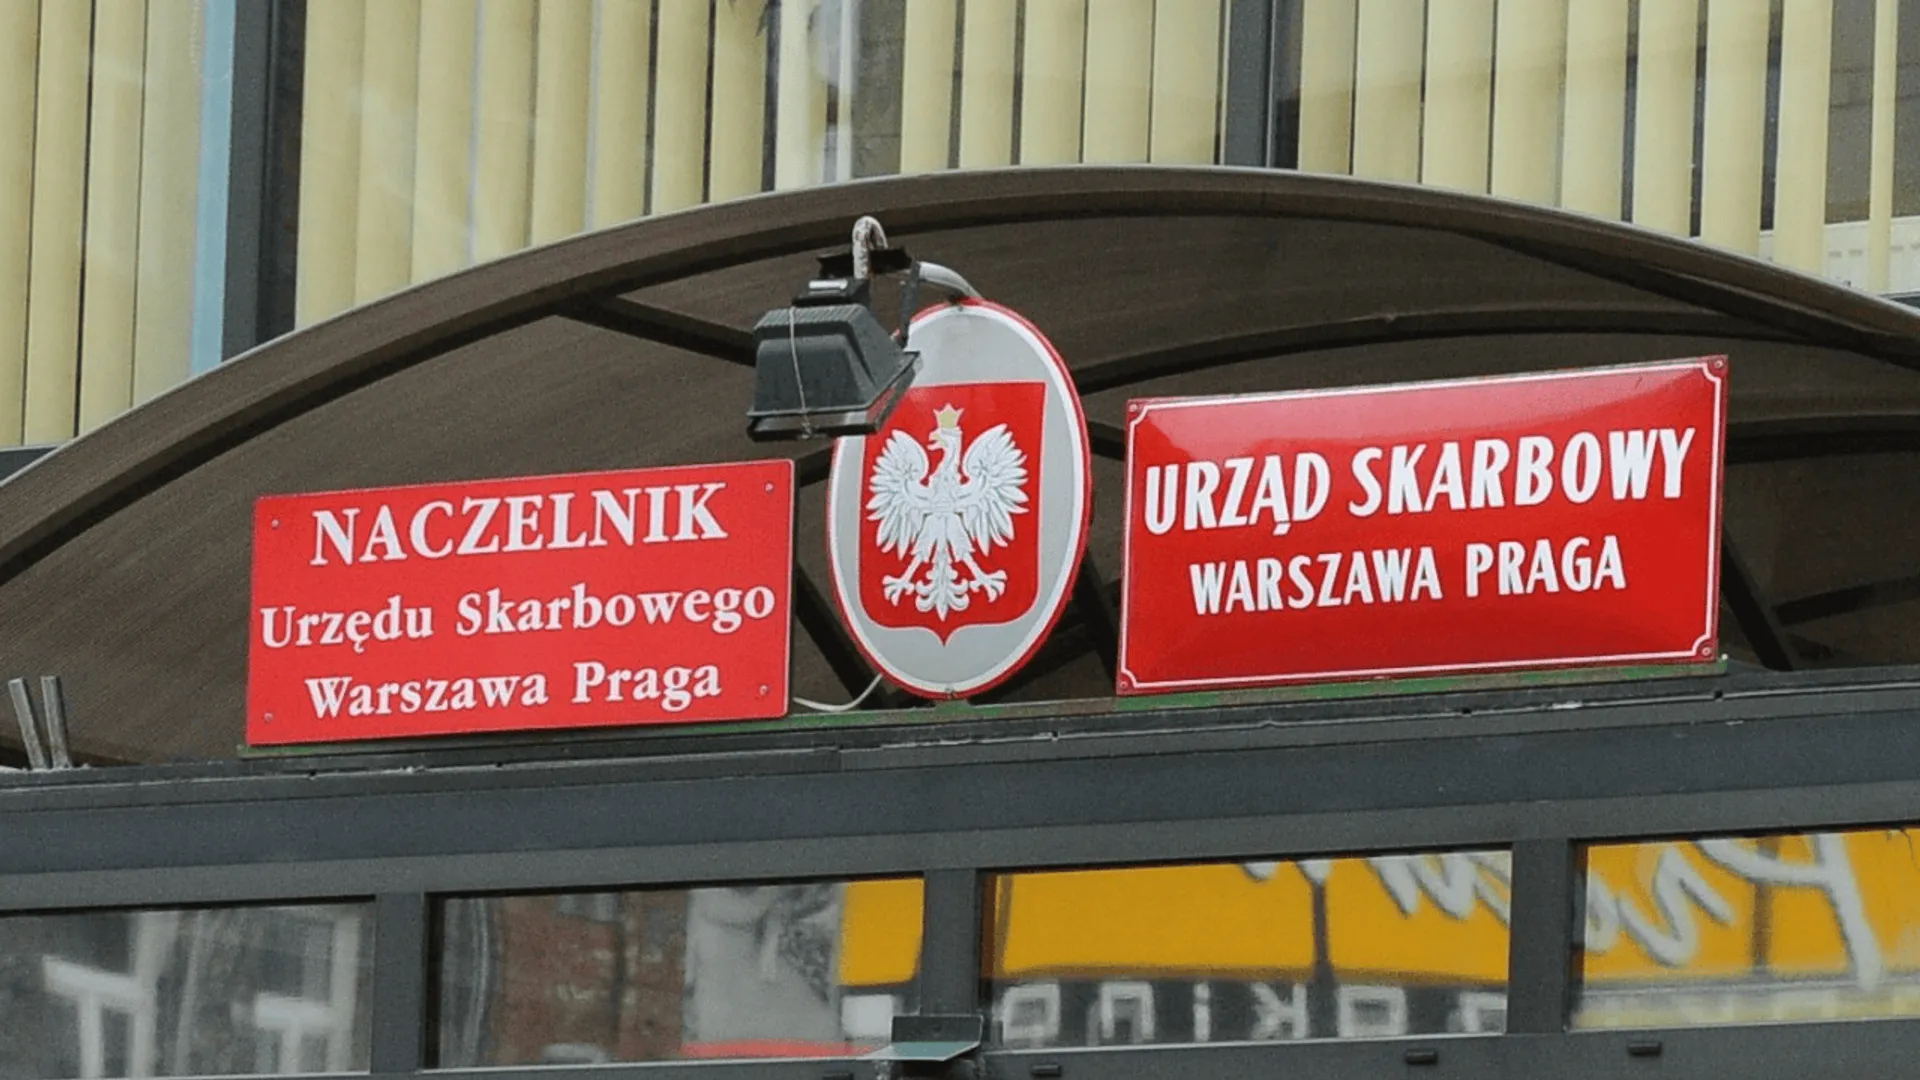 NACZELNIK
Urzędu Skarbowego
Warszawa Praga
URZĄD SKARBOWY
WARSZAWA PRAGA